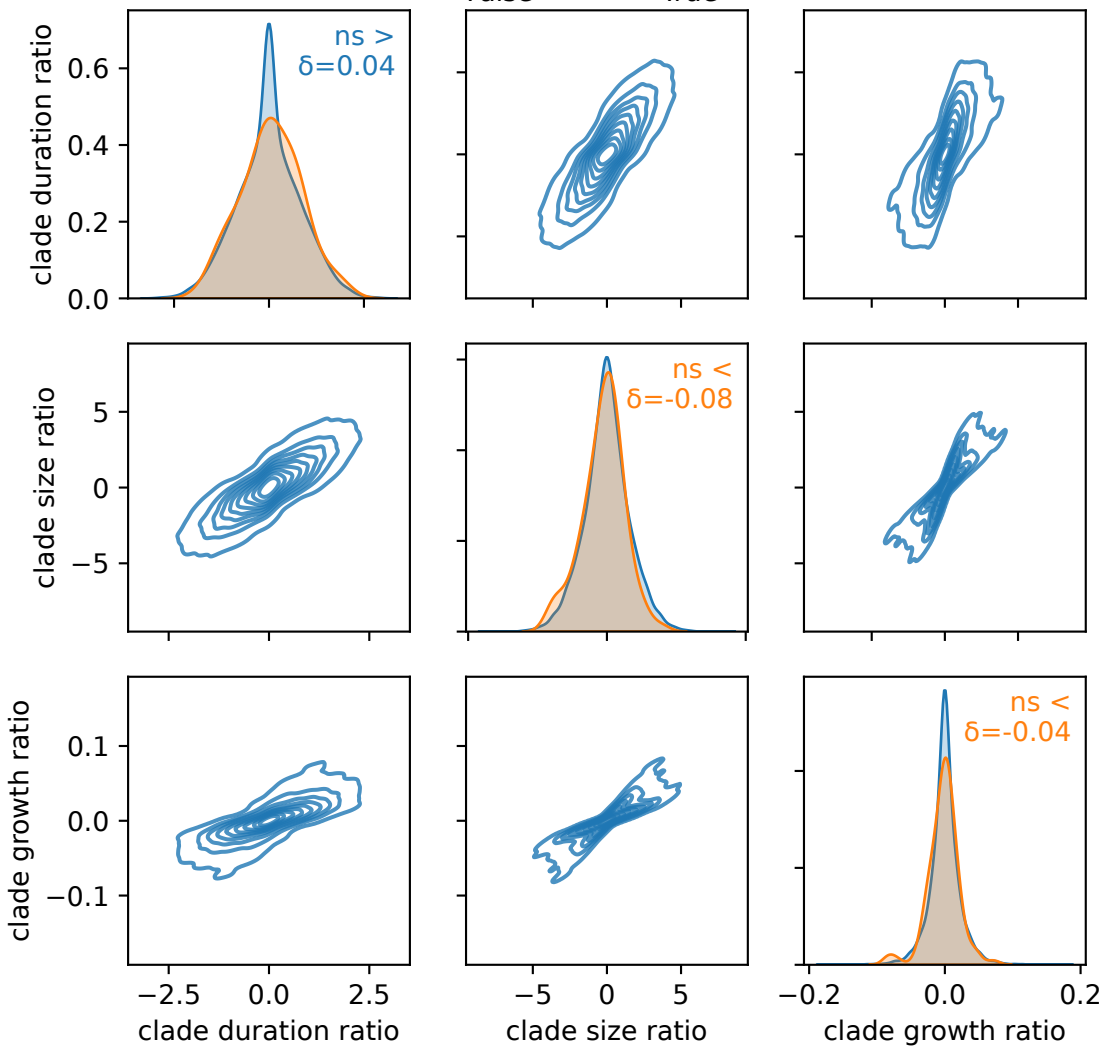 clade duration ratio
0.6
0.4
0.2
0.0
ns >
δ=0.04
clade size ratio
5
0
−5
ns <
δ=-0.08
clade growth ratio
0.1
0.0
−0.1
ns <
δ=-0.04
−2.5 0.0 2.5
−5 0 5
−0.2 0.0 0.2
clade duration ratio
clade size ratio
clade growth ratio